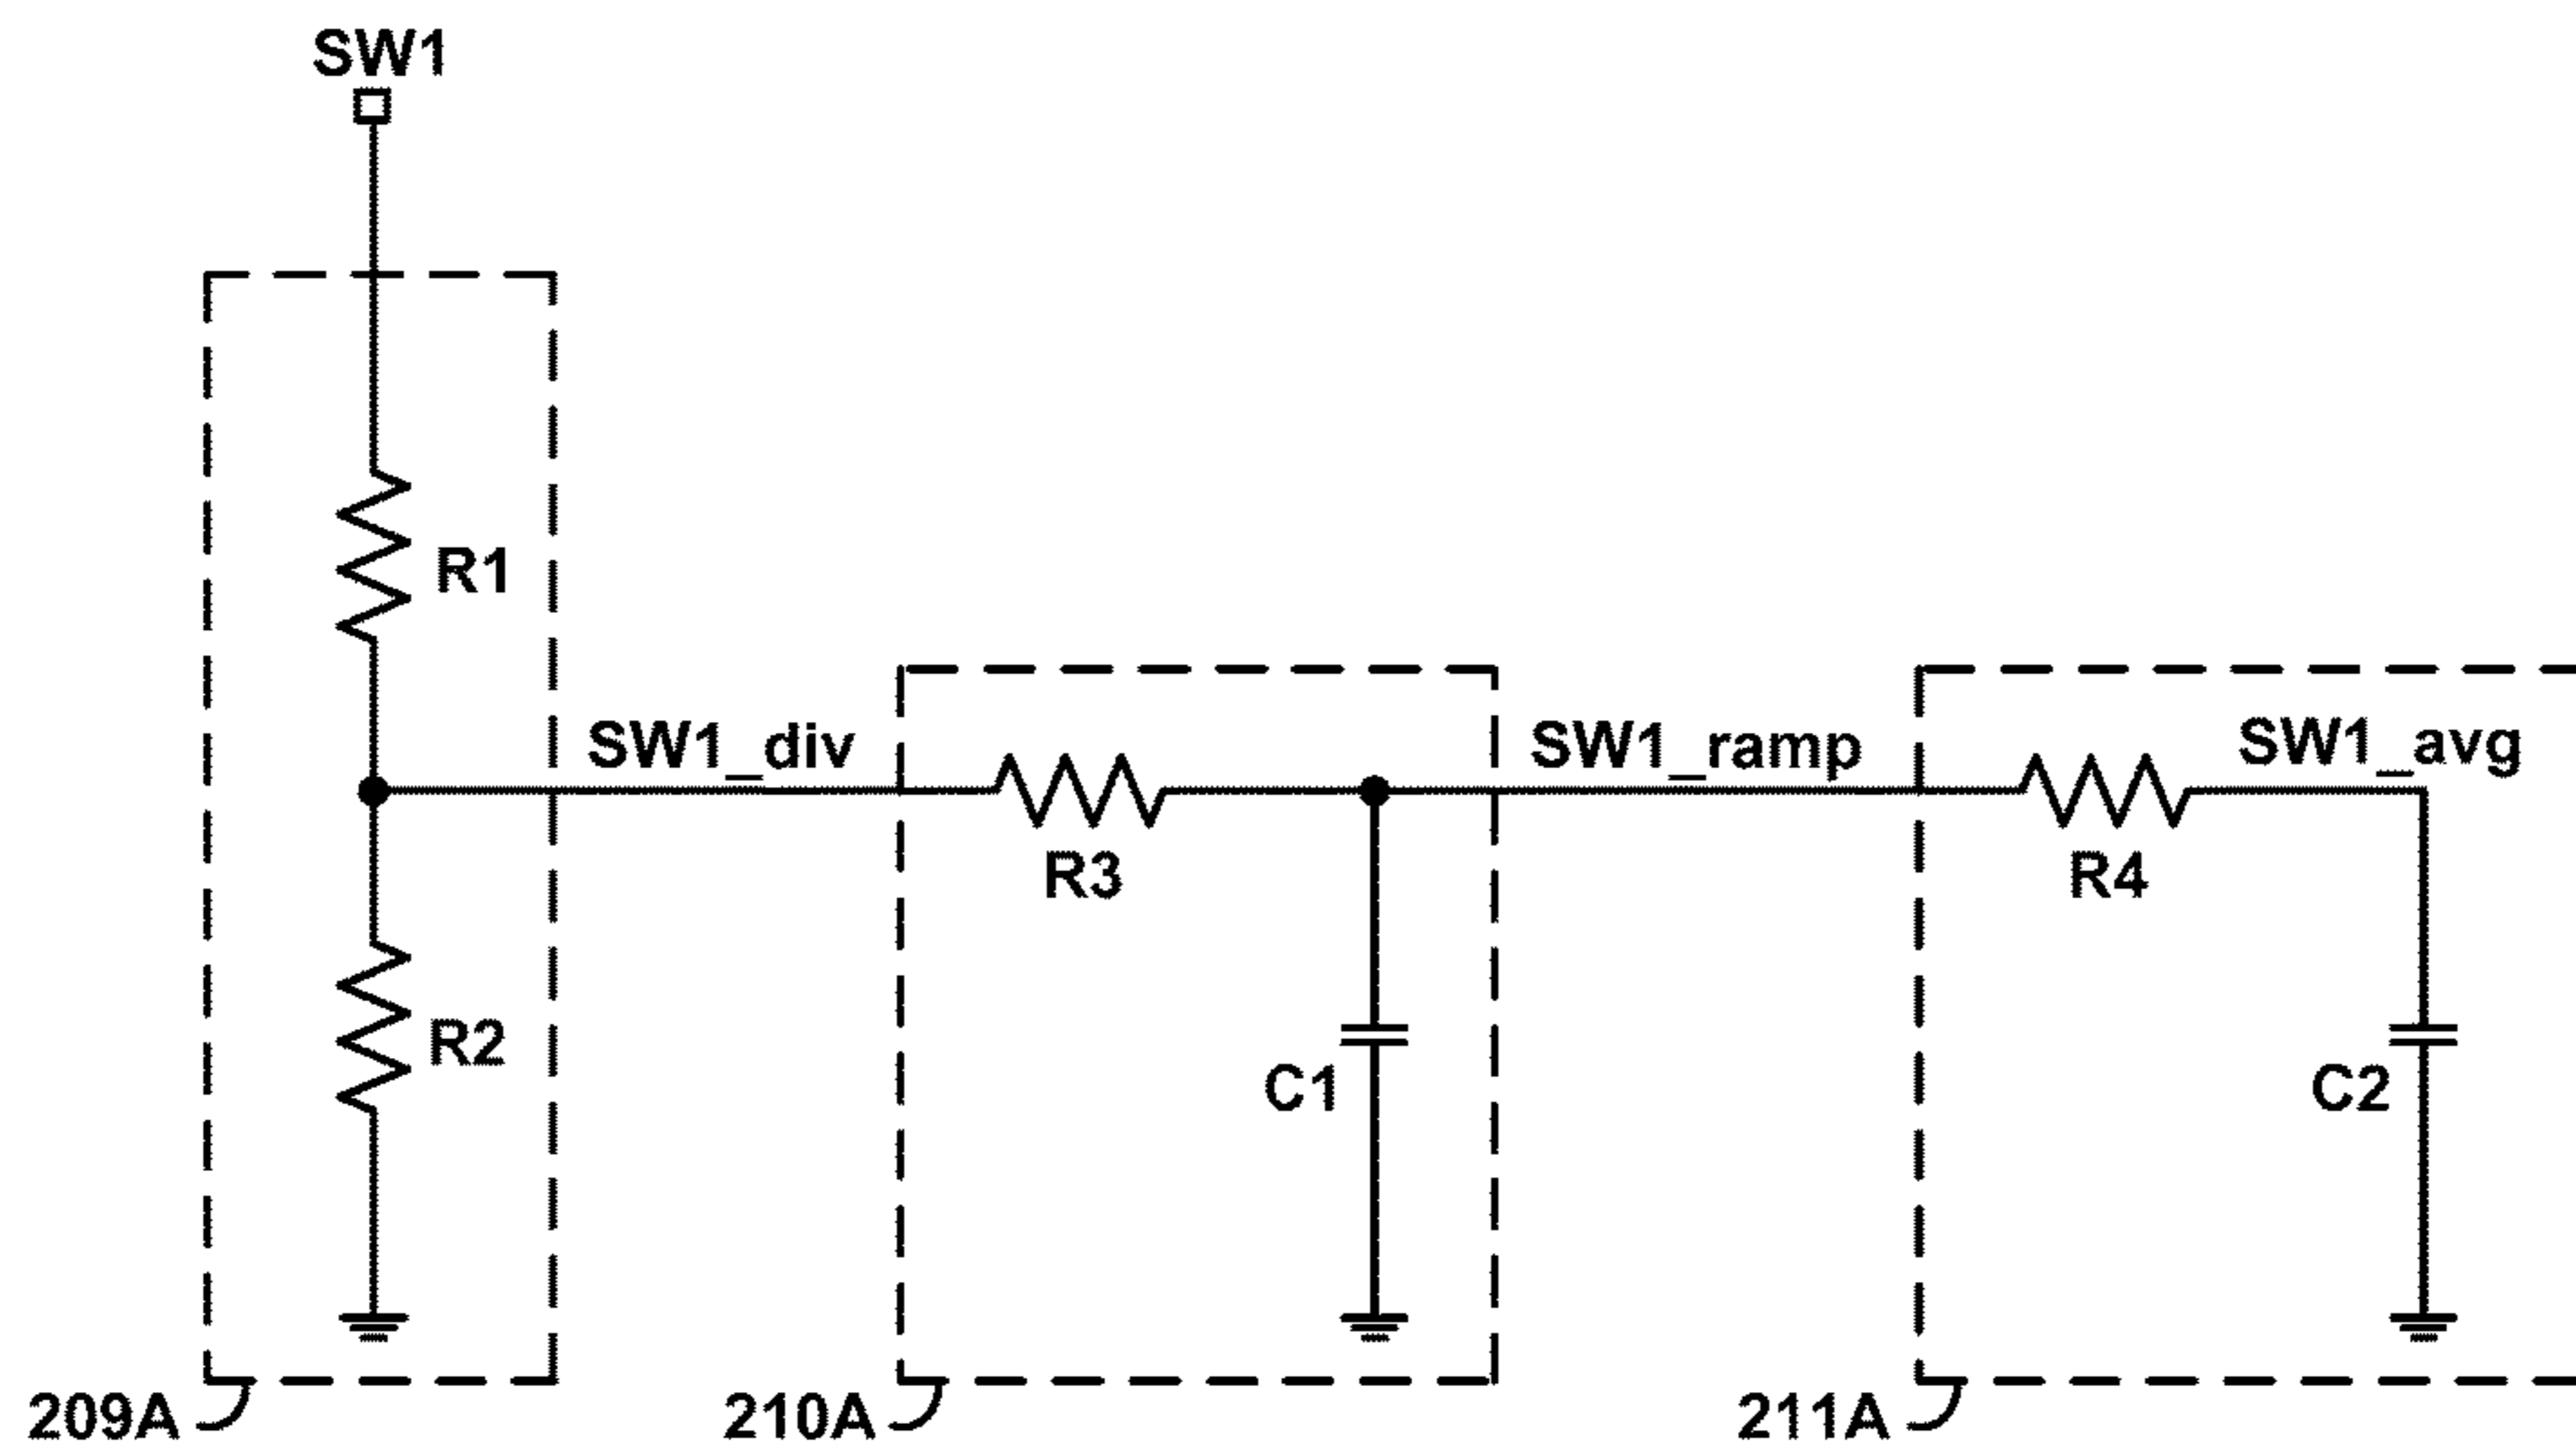 SW1
R1
SW1_div
SW1_ramp
SW1_avg
R3
R4
R2
C1
C2
209A
210A
211A